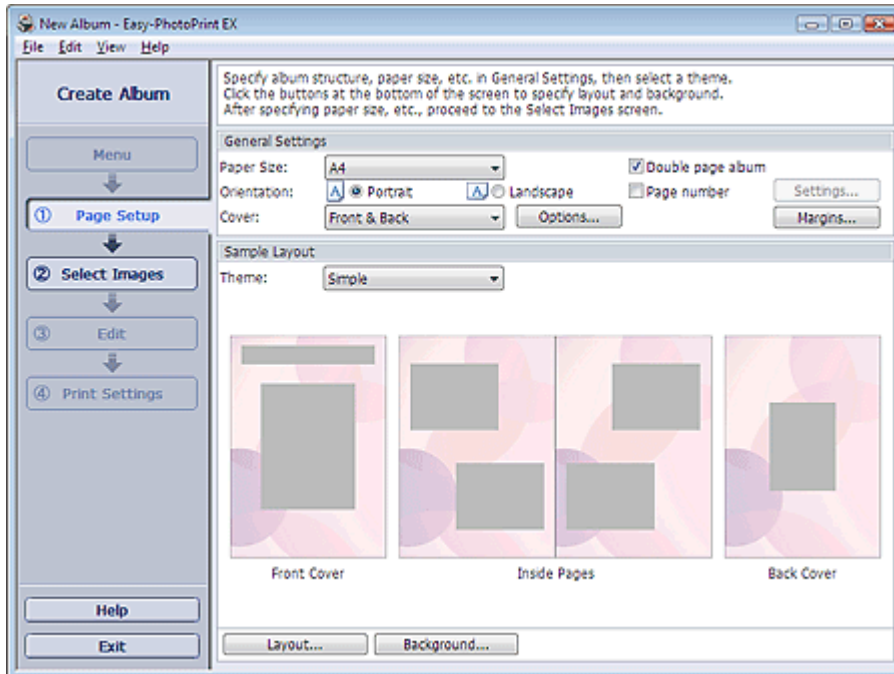 New Album - Easy-PhotoPrint EX
File Edit View Help
Create Album
Menu
① Page Setup
② Select Images
③ Edit
④ Print Settings
Help
Exit
Specify album structure, paper size, etc. in General Settings, then select a theme.
Click the buttons at the bottom of the screen to specify layout and background.
After specifying paper size, etc., proceed to the Select Images screen.
General Settings
Paper Size: A4 Double page album
Orientation: A Portrait A Landscape Page number Settings...
Cover: Front & Back Options... Margins...
Sample Layout
Theme: Simple
Front Cover Inside Pages Back Cover
Layout... Background...